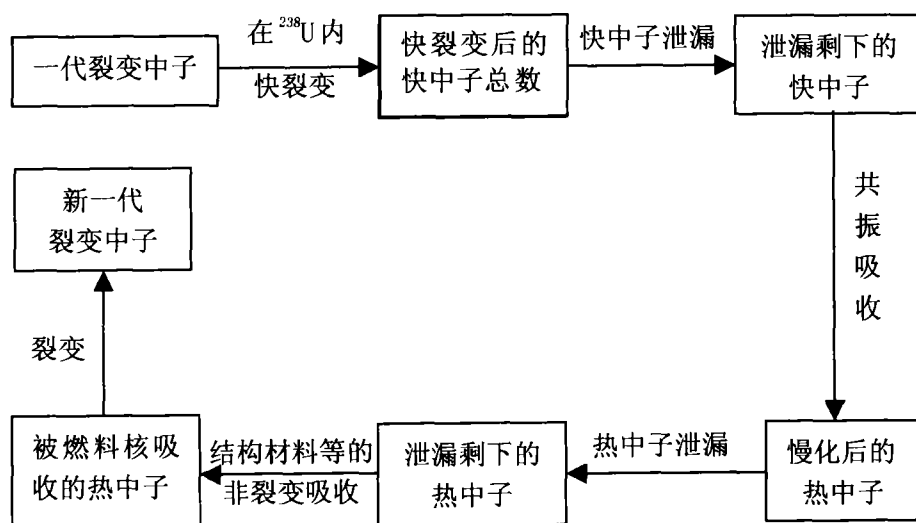 一代裂变中子
在²³⁸U内
快裂变
快裂变后的
快中子总数
快中子泄漏
泄漏剩下的
快中子
共
振
吸
收
慢化后的
热中子
热中子泄漏
泄漏剩下的
热中子
结构材料等的
非裂变吸收
被燃料核吸
收的热中子
裂变
新一代
裂变中子